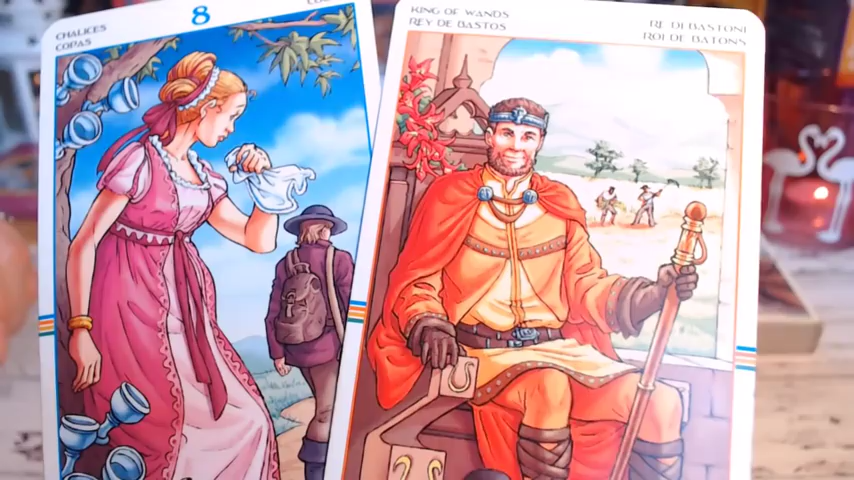 CHALICES
COPAS
8
KING OF WANDS
REY DE BASTOS
RE DI BASTONI
ROI DE BATONS